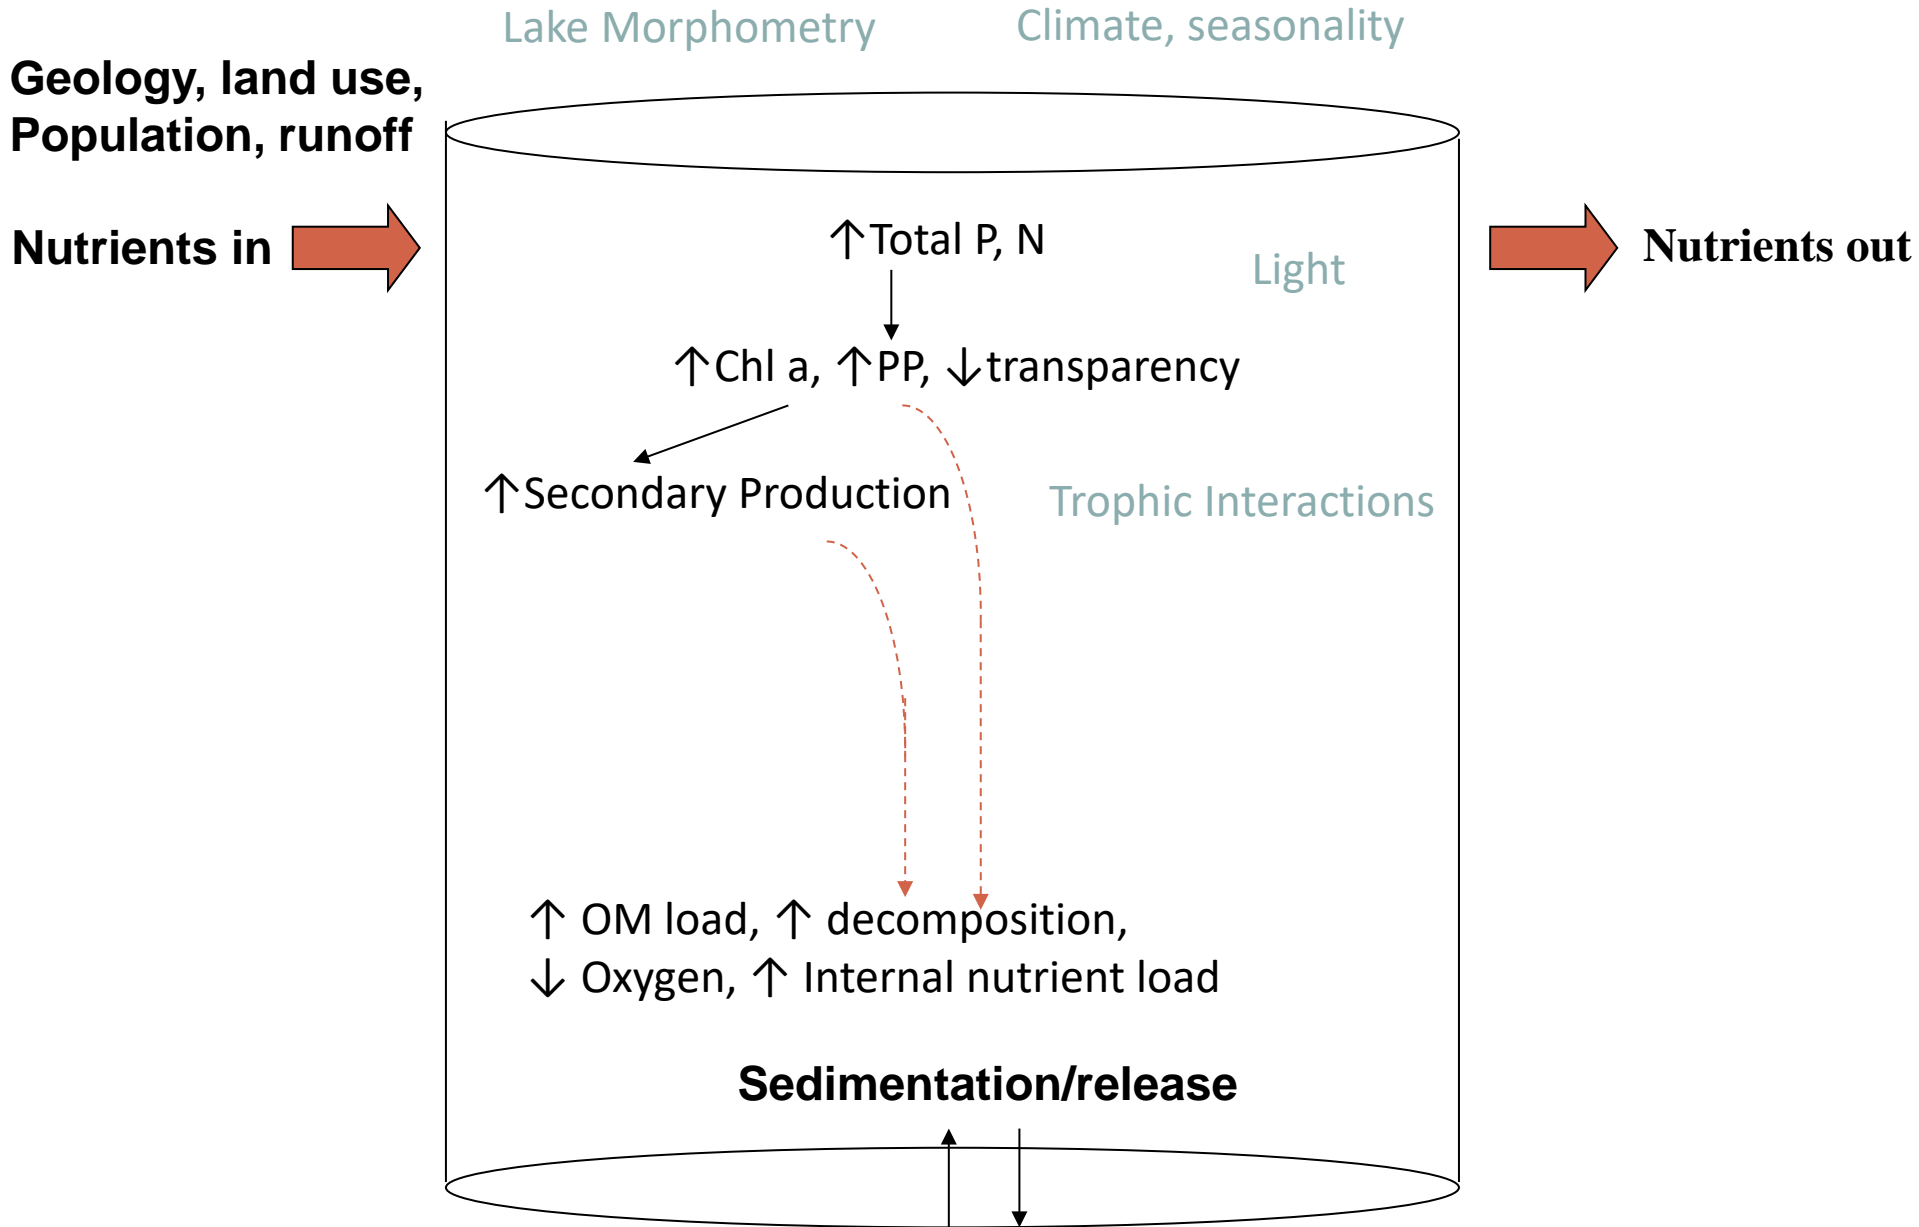 Lake Morphometry
Climate, seasonality
Geology, land use,
Population, runoff
Nutrients in
↑Total P, N
Light
Nutrients out
↑Chl a, ↑PP, ↓transparency
↑Secondary Production
Trophic Interactions
↑ OM load, ↑ decomposition,
↓ Oxygen, ↑ Internal nutrient load
Sedimentation/release